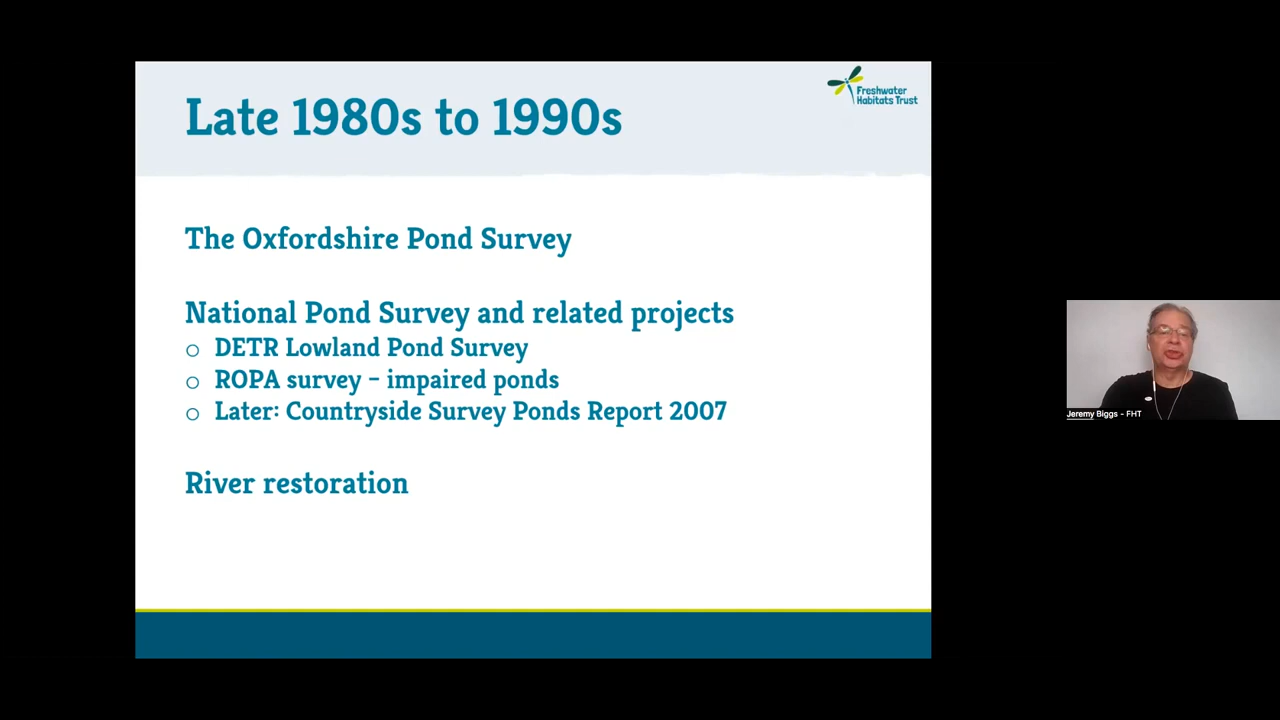 Freshwater
Habitats Trust
Late 1980s to 1990s
The Oxfordshire Pond Survey
National Pond Survey and related projects
o DETR Lowland Pond Survey
o ROPA survey – impaired ponds
o Later: Countryside Survey Ponds Report 2007
River restoration
Jeremy Biggs - FHT